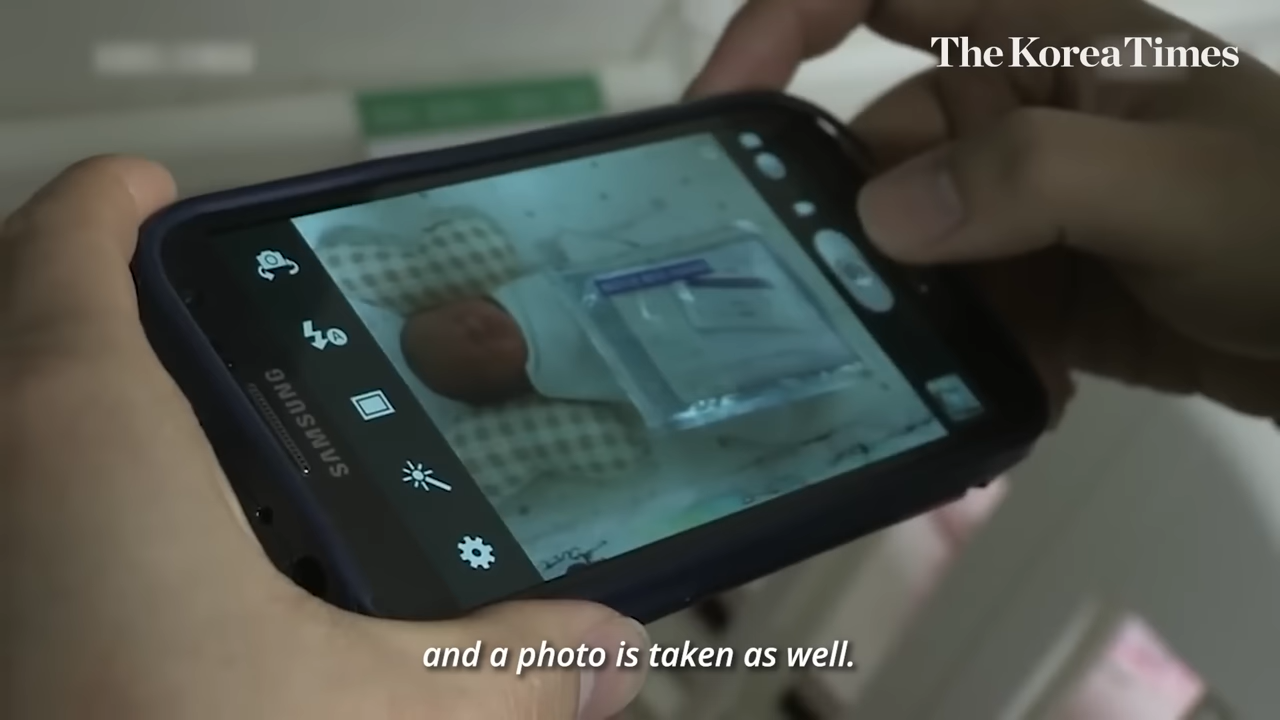 The Korea Times
SAMSUNG
and a photo is taken as well.